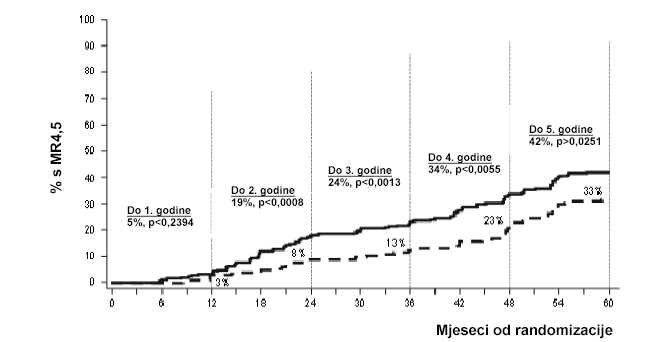 100
90
80
70
60
50
40
30
20
10
0
% s MR4,5
Do 1. godine
5%, p<0,2394
Do 2. godine
19%, p<0,0008
Do 3. godine
24%, p<0,0013
Do 4. godine
34%, p<0,0055
Do 5. godine
42%, p>0,0251
3%
8%
13%
23%
33%
0 6 12 18 24 30 36 42 48 54 60
Mjeseci od randomizacije